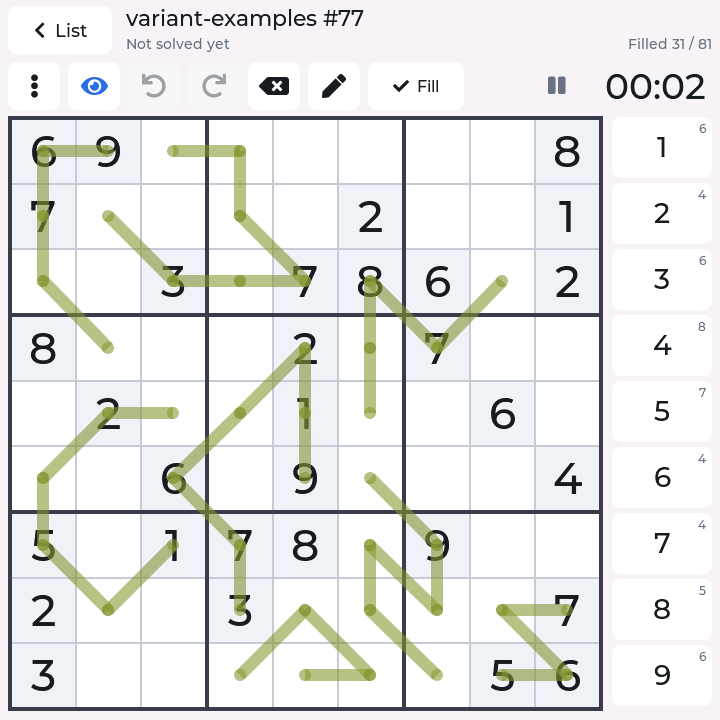 List
variant-examples #77
Not solved yet
Filled 31 / 81
Fill
00:02
6 9 8
7 2 1
3 7 8 6 2
8 2 7
2 1 6
6 9 4
5 1 7 8 9
2 3 7
3 5 6
1 6
2 4
3 6
4 8
5 7
6 4
7 4
8 5
9 6